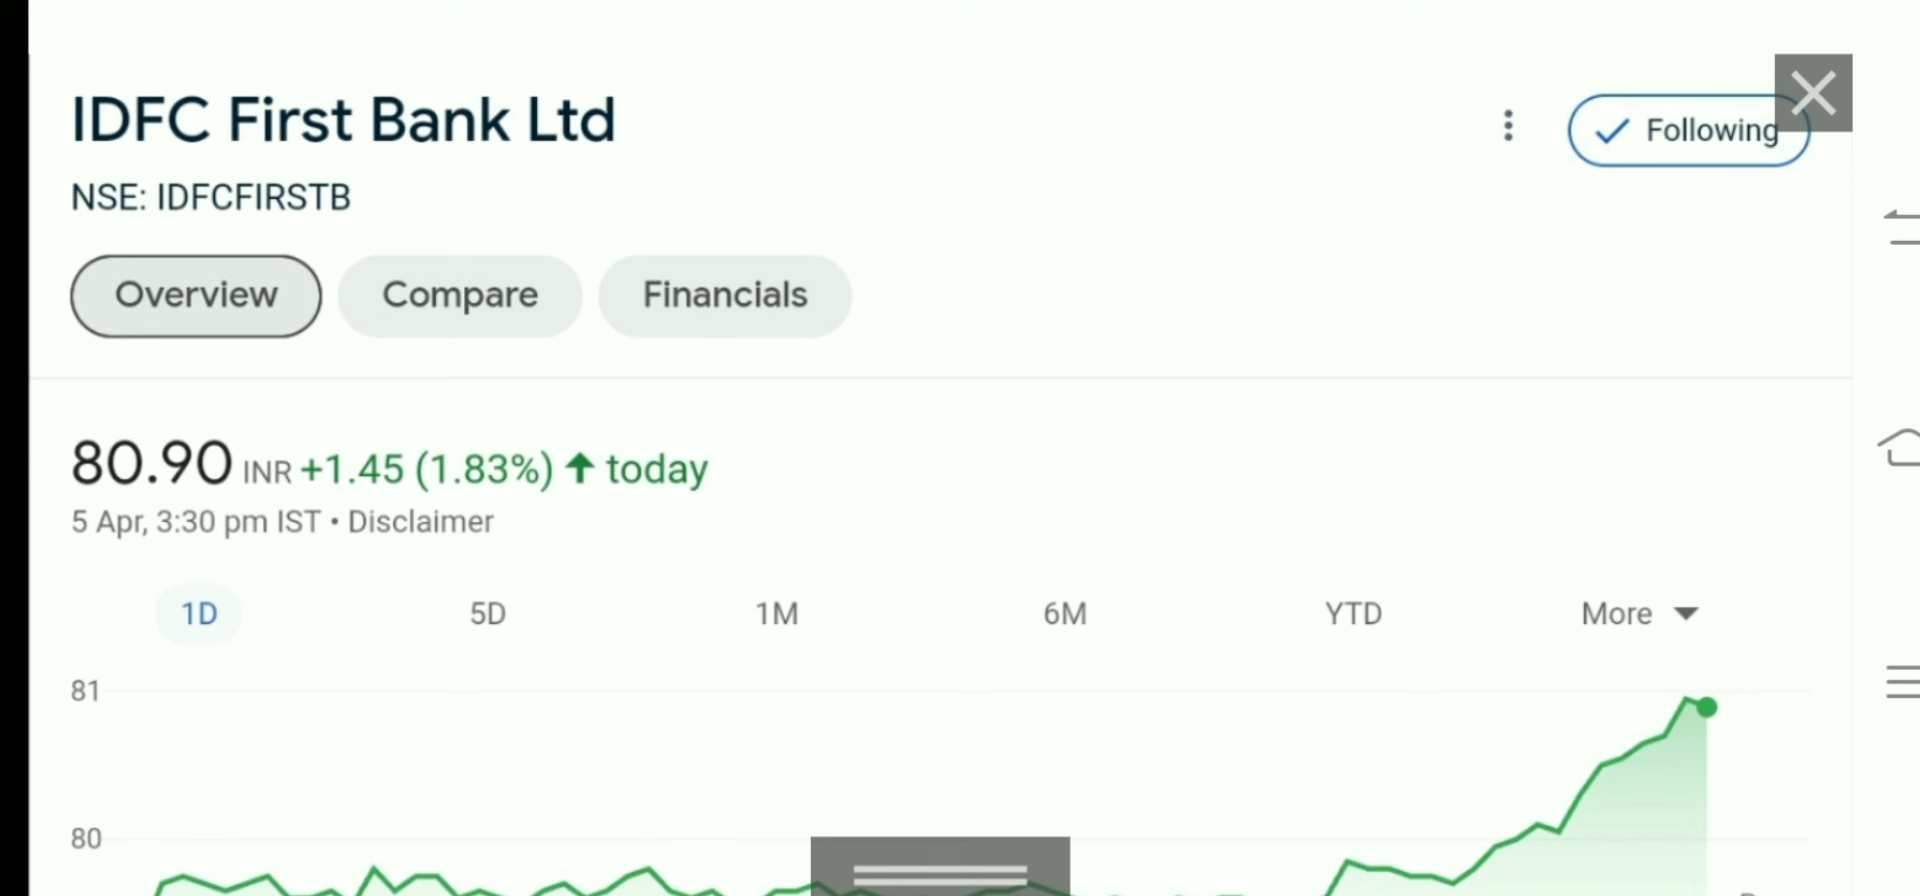 IDFC First Bank Ltd
Following
NSE: IDFCFIRSTB
Overview Compare Financials
80.90 INR +1.45 (1.83%) ↑ today
5 Apr, 3:30 pm IST • Disclaimer
1D 5D 1M 6M YTD More
81
80